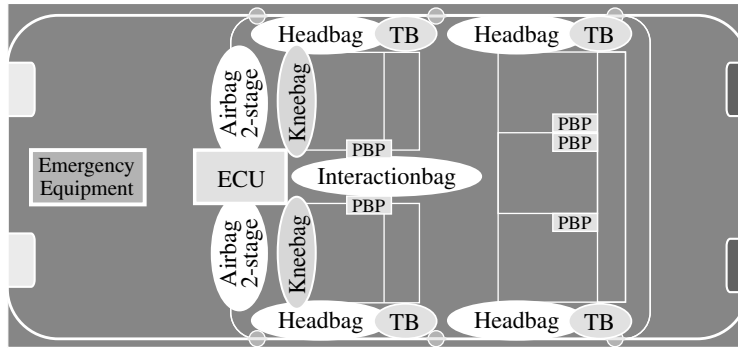 Headbag
TB
Headbag
TB
Airbag
2-stage
Kneebag
PBP
PBP
PBP
Emergency
Equipment
ECU
Interactionbag
PBP
PBP
Airbag
2-stage
Kneebag
Headbag
TB
Headbag
TB